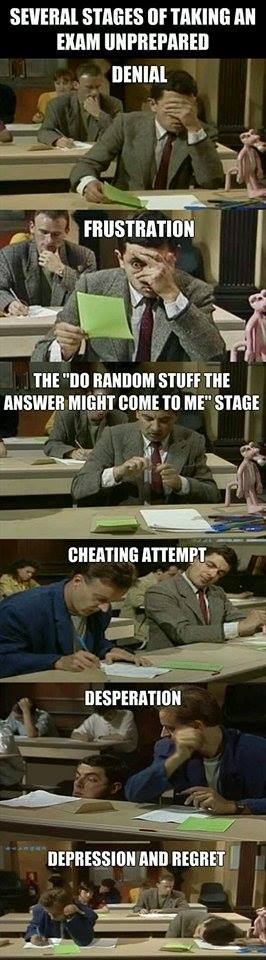 SEVERAL STAGES OF TAKING AN
EXAM UNPREPARED
DENIAL
FRUSTRATION
THE "DO RANDOM STUFF THE
ANSWER MIGHT COME TO ME" STAGE
CHEATING ATTEMPT
DESPERATION
DEPRESSION AND REGRET